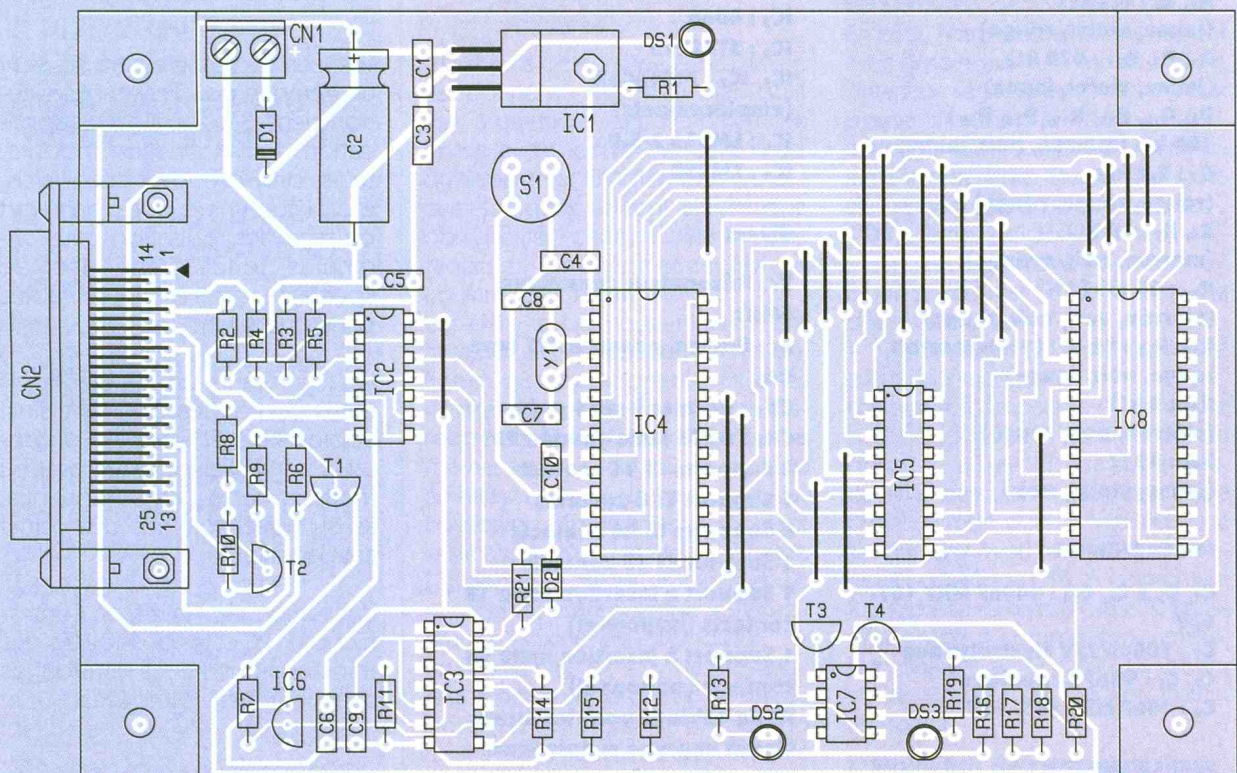 CN1
+
+
C2
C1
C3
IC1
DS1
R1
D1
S1
14
1
CN2
C5
C4
C8
R2
R4
R3
R5
IC2
Y1
C7
IC4
IC5
IC8
R8
R9
R6
T1
C10
25
13
R10
T2
R21
D2
T3
T4
R7
IC6
C6
C9
R11
IC3
R14
R15
R12
R13
DS2
IC7
DS3
R19
R16
R17
R18
R20